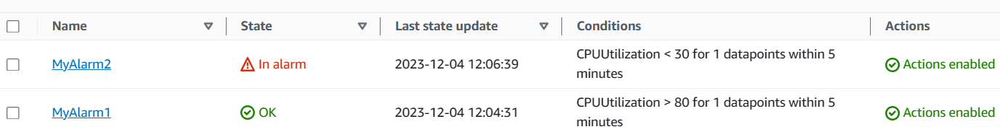 Name State Last state update Conditions Actions
MyAlarm2 In alarm 2023-12-04 12:06:39 CPUUtilization < 30 for 1 datapoints within 5 Actions enabled
minutes
MyAlarm1 OK 2023-12-04 12:04:31 CPUUtilization > 80 for 1 datapoints within 5 Actions enabled
minutes